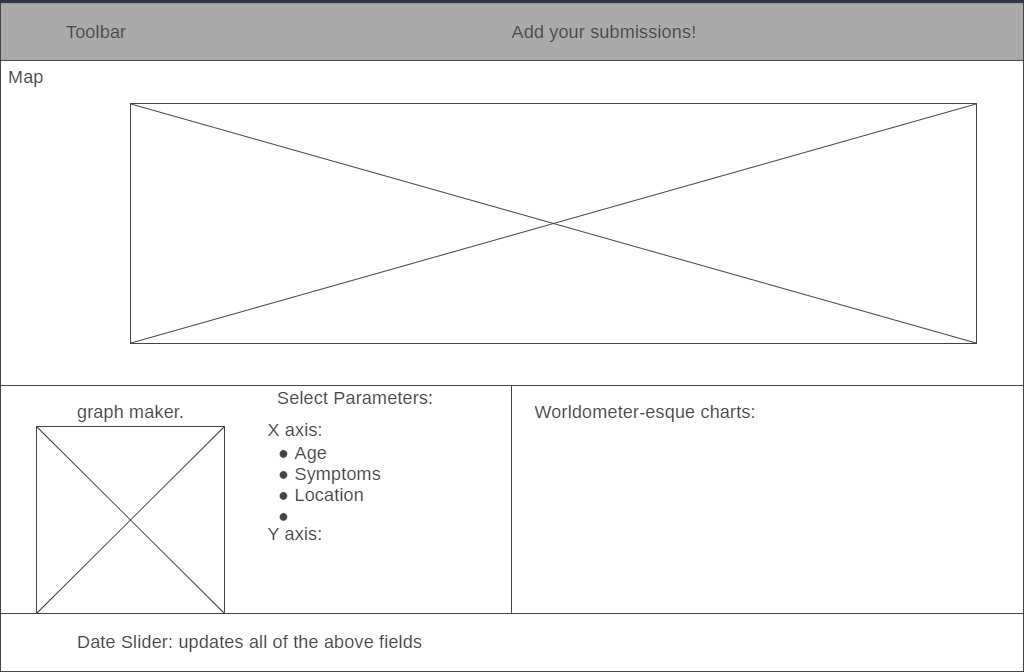 Toolbar
Add your submissions!
Map
graph maker.
Select Parameters:
X axis:
● Age
● Symptoms
● Location
●
Y axis:
Worldometer-esque charts:
Date Slider: updates all of the above fields